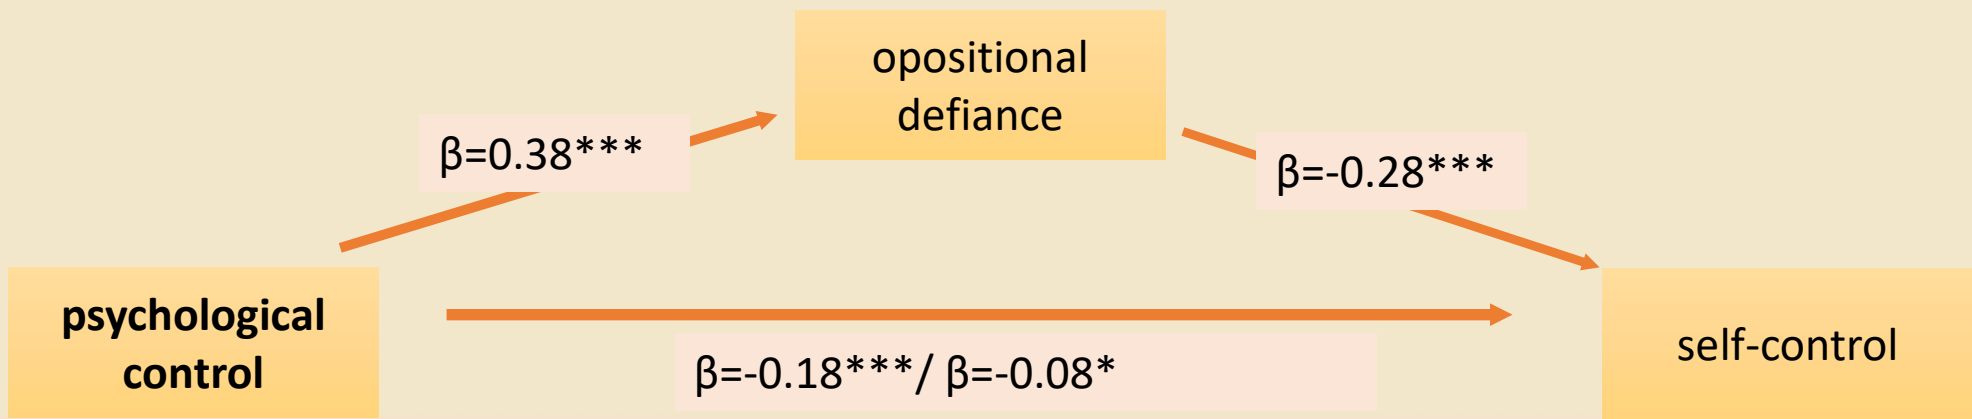 opositional
defiance
β=0.38***
β=-0.28***
psychological
control
β=-0.18***/ β=-0.08*
self-control